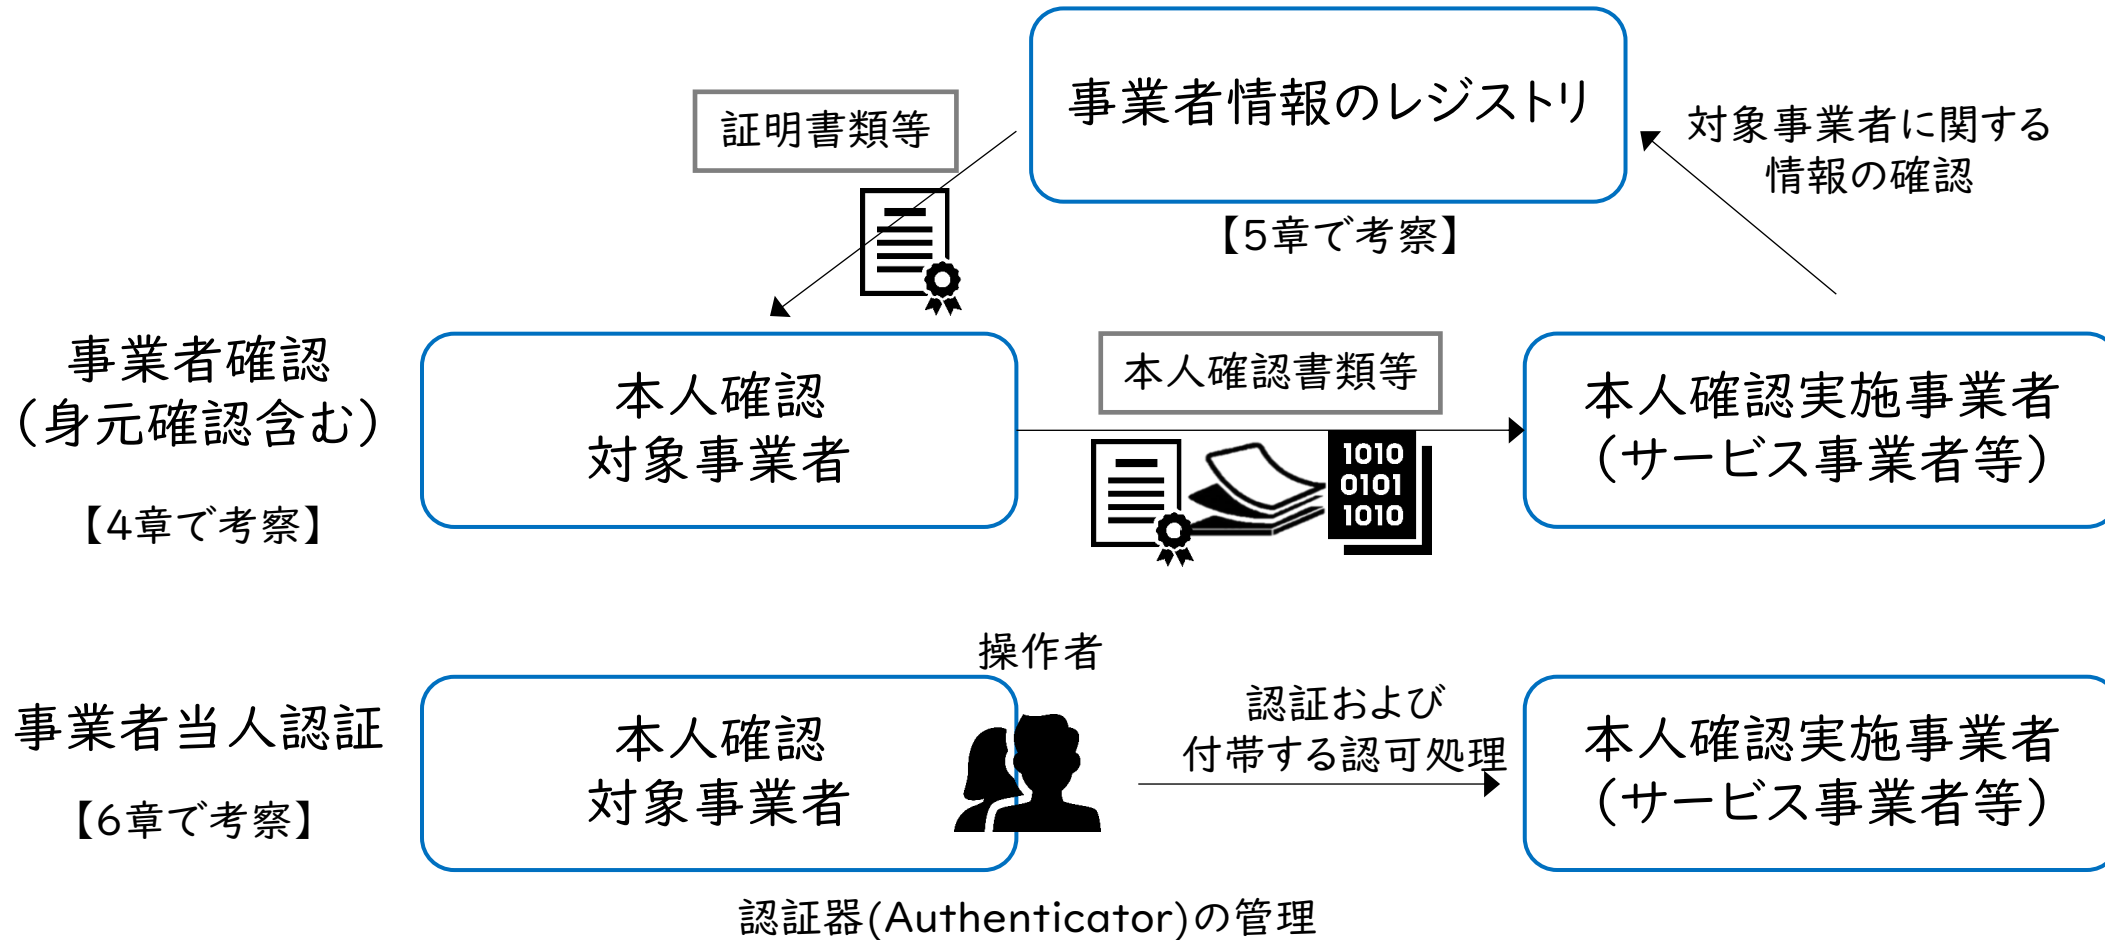 事業者情報のレジストリ
【5章で考察】
証明書類等
対象事業者に関する
情報の確認
事業者確認
(身元確認含む)
【4章で考察】
本人確認
対象事業者
本人確認書類等
1010
0101
1010
本人確認実施事業者
(サービス事業者等)
事業者当人認証
【6章で考察】
本人確認
対象事業者
操作者
認証および
付帯する認可処理
本人確認実施事業者
(サービス事業者等)
認証器(Authenticator)の管理